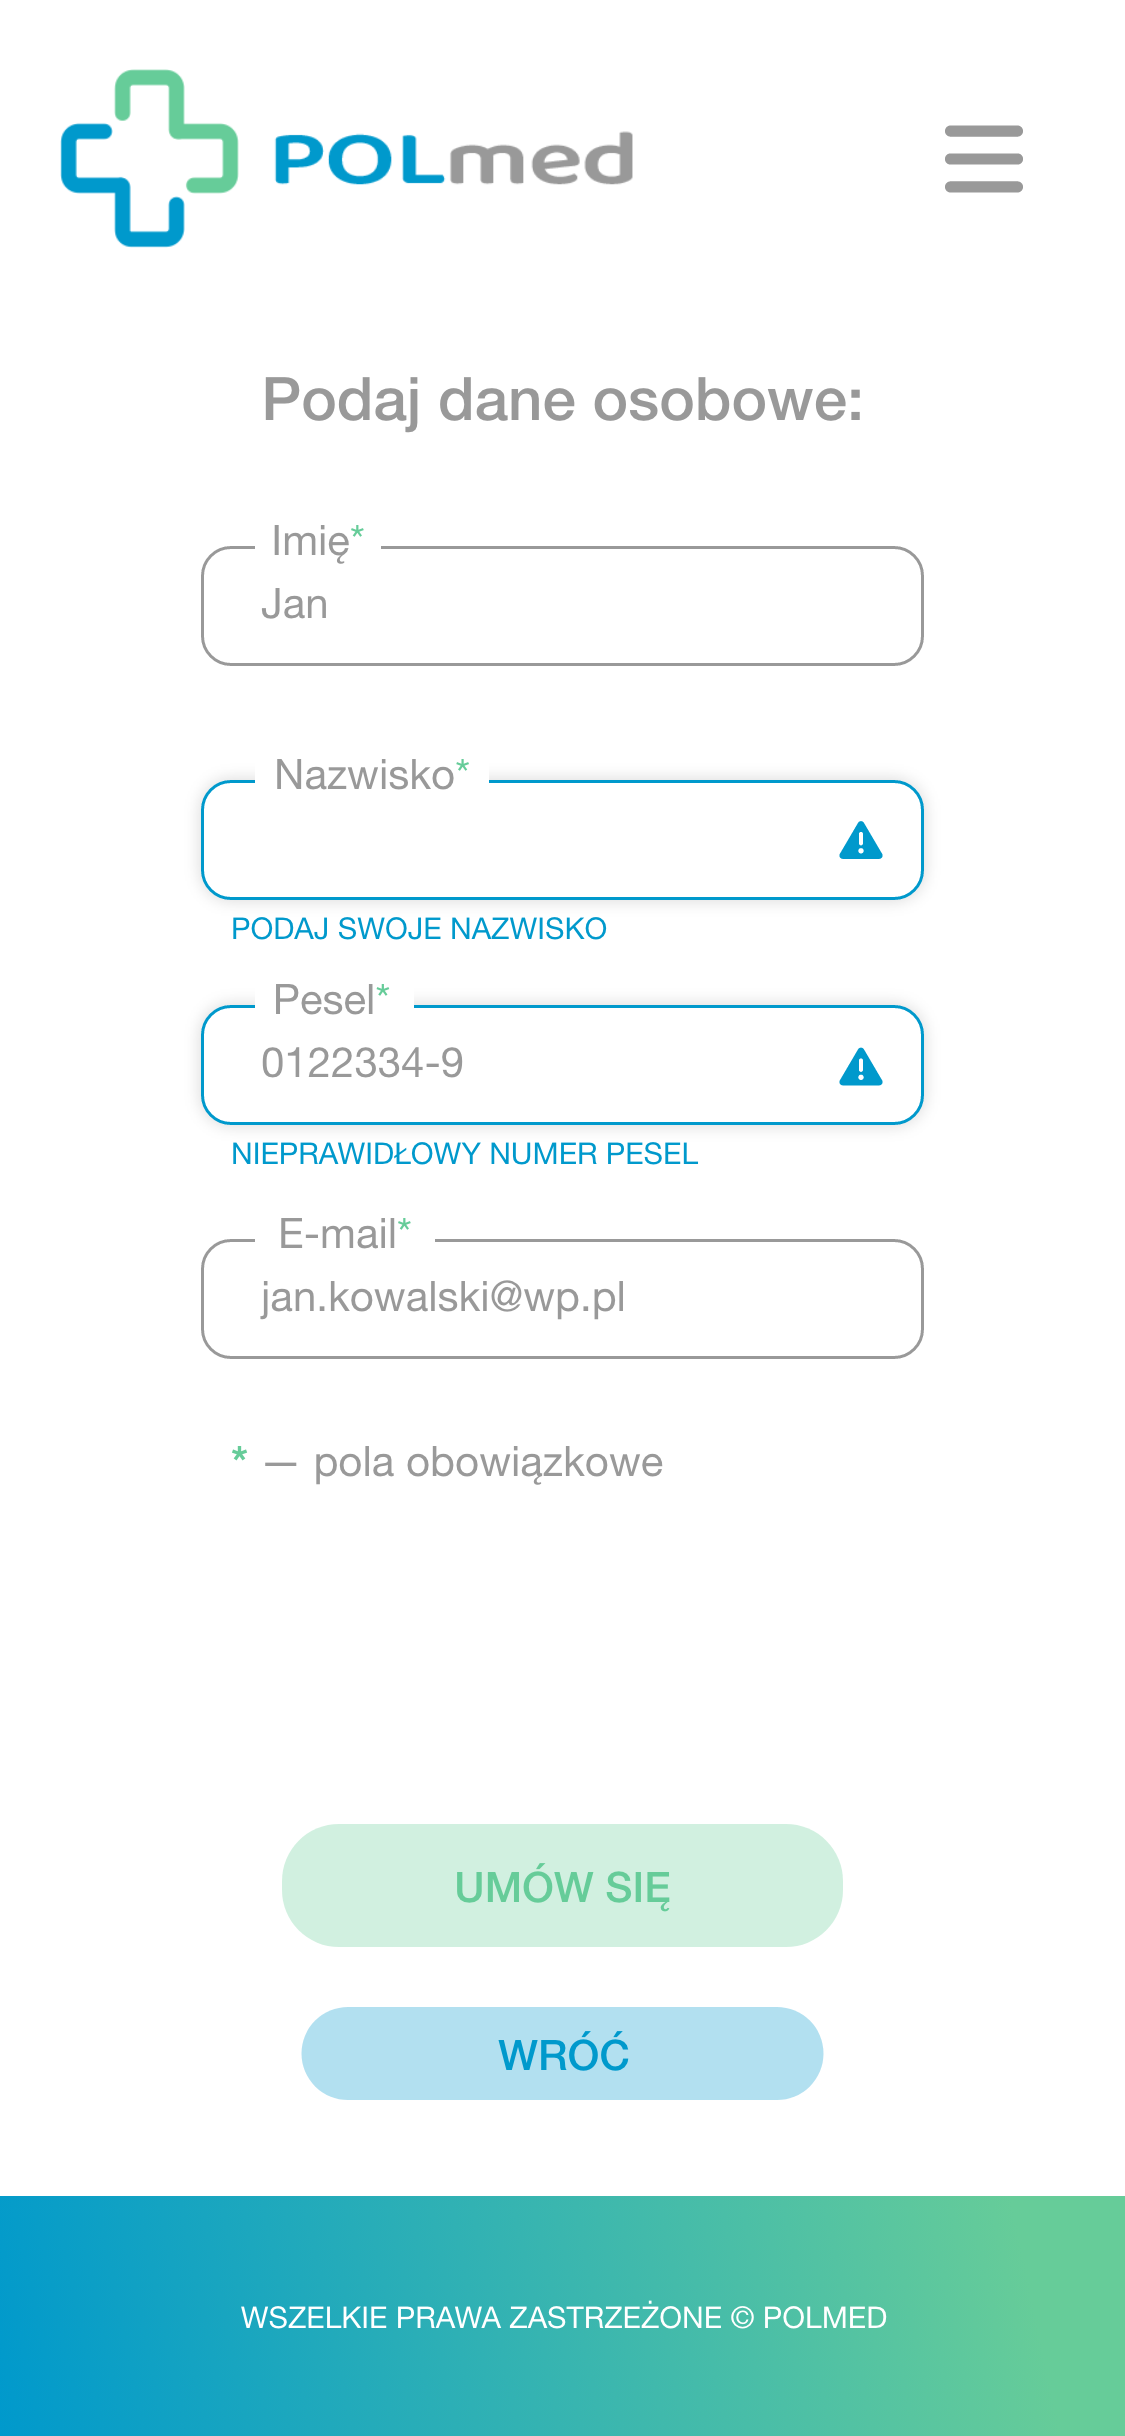 POLmed
Podaj dane osobowe:
Imię*
Jan
Nazwisko*
PODAJ SWOJE NAZWISKO
Pesel*
0122334-9
NIEPRAWIDŁOWY NUMER PESEL
E-mail*
jan.kowalski@wp.pl
* — pola obowiązkowe
UMÓW SIĘ
WRÓĆ
WSZELKIE PRAWA ZASTRZEŻONE © POLMED